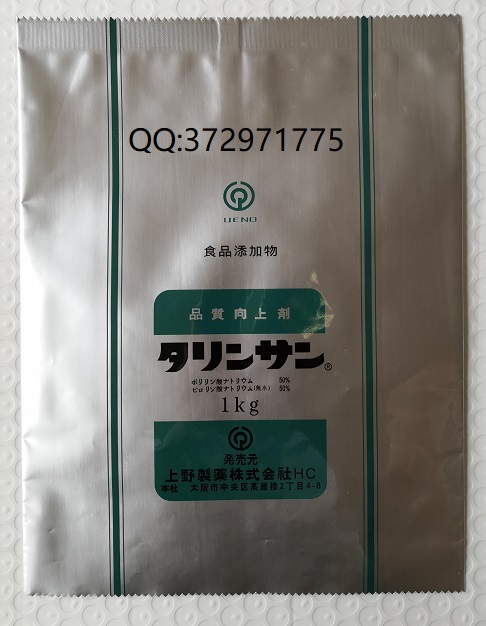 QQ:372971775
UENO
食品添加物
品質向上剤
タリンサン®
ポリリン酸ナトリウム 50%
ピロリン酸ナトリウム(無水) 50%
1kg
発売元
上野製薬株式会社HC
本社 大阪市中央区高麗橋2丁目4-8